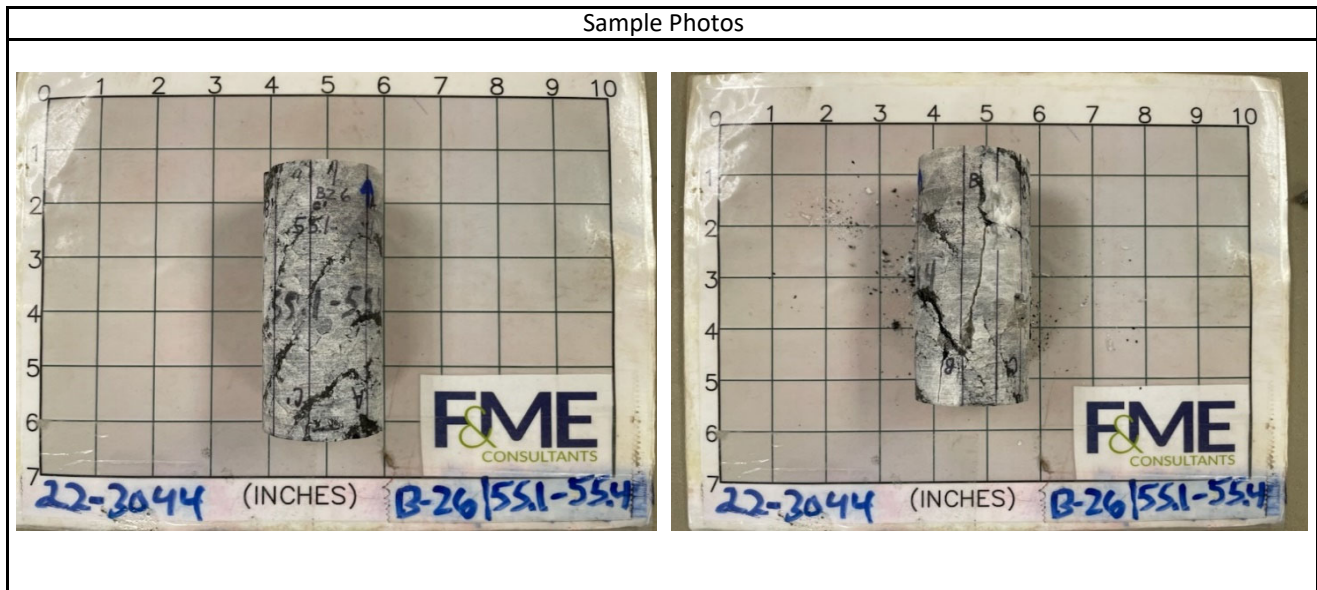 Sample Photos
0 1 2 3 4 5 6 7 8 9 10
1
2
3
4
5
6
7
B26
55.1-
55.1-55.4
C
A
F&ME
CONSULTANTS
22-3044 (INCHES) B-26/55.1-55.4
0 1 2 3 4 5 6 7 8 9 10
1
2
3
4
5
6
7
B
F&ME
CONSULTANTS
22-3044 (INCHES) B-26/55.1-55.4